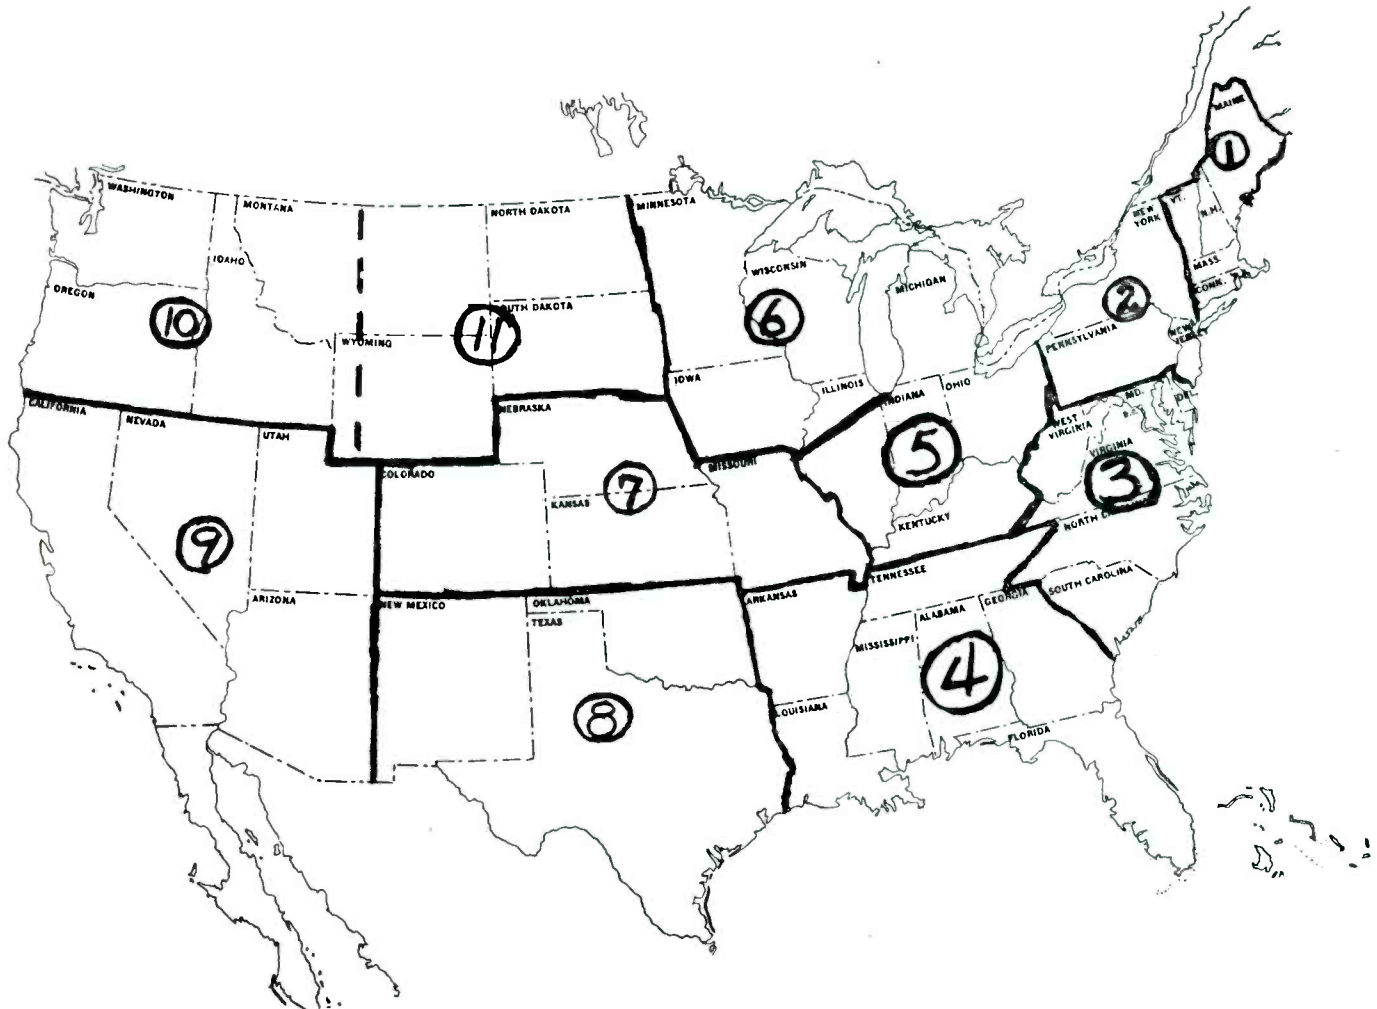 MAINE
①
WASHINGTON
MONTANA
NORTH DAKOTA
MINNESOTA
NEW
YORK
VT.
N.H.
IDAHO
WISCONSIN
MICHIGAN
MASS.
CONN.
OREGON
⑩
SOUTH DAKOTA
⑪
⑥
②
WYOMING
PENNSYLVANIA
NEW
JERSEY
IOWA
ILLINOIS
INDIANA
OHIO
MD.
DEL
CALIFORNIA
NEVADA
UTAH
NEBRASKA
WEST
VIRGINIA
VIRGINIA
COLORADO
MISSOURI
⑤
③
KANSAS
⑦
KENTUCKY
NORTH CAROLINA
⑨
ARIZONA
NEW MEXICO
OKLAHOMA
TEXAS
ARKANSAS
TENNESSEE
GEORGIA
SOUTH CAROLINA
ALABAMA
MISSISSIPPI
④
⑧
LOUISIANA
FLORIDA